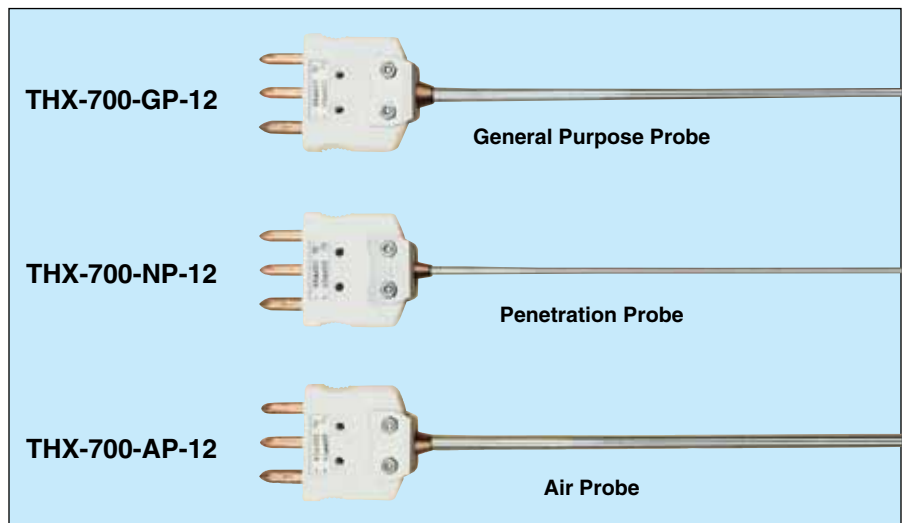 THX-700-GP-12
General Purpose Probe
THX-700-NP-12
Penetration Probe
THX-700-AP-12
Air Probe